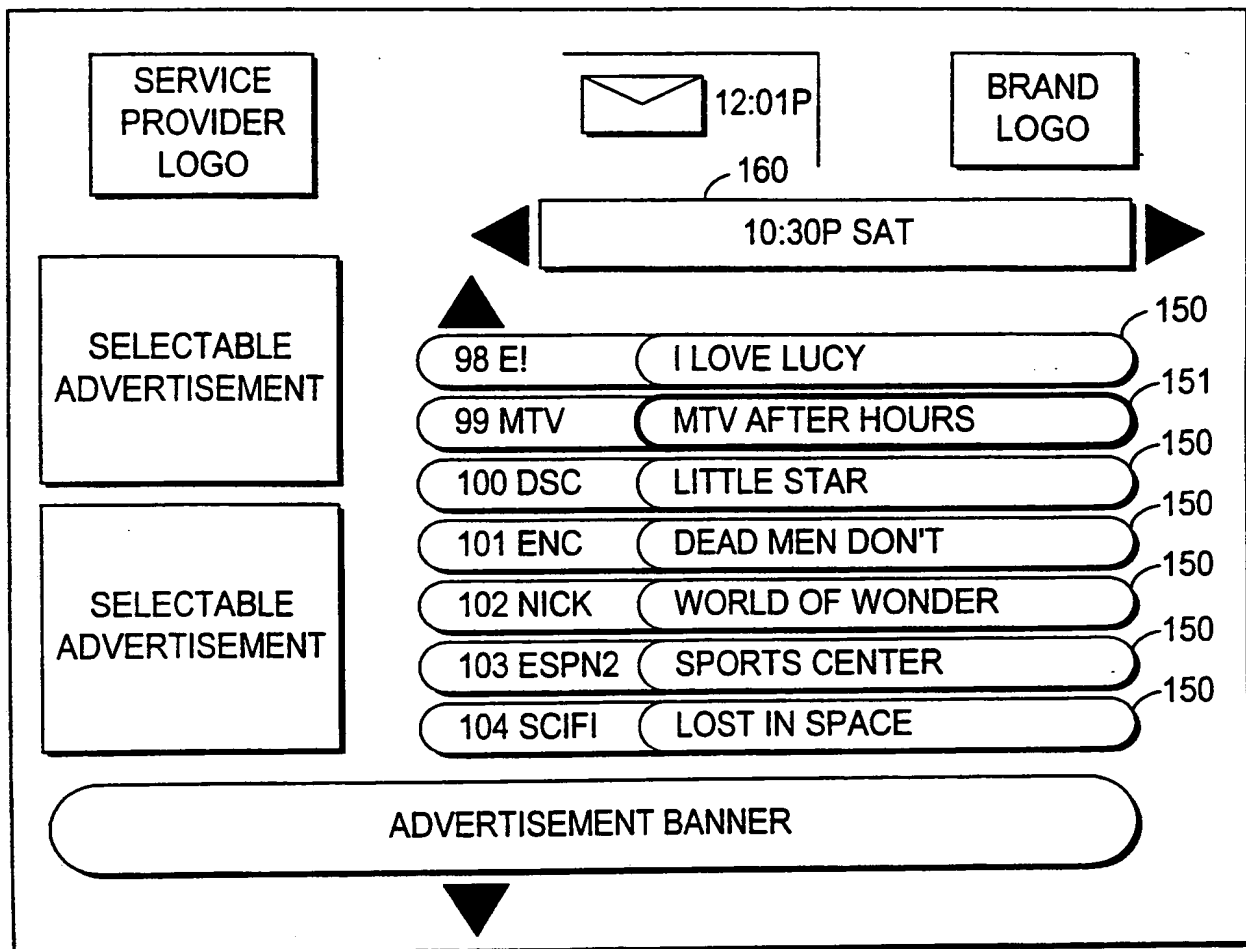 SERVICE
PROVIDER
LOGO
12:01P
BRAND
LOGO
160
10:30P SAT
SELECTABLE
ADVERTISEMENT
SELECTABLE
ADVERTISEMENT
150
98 E! I LOVE LUCY
151
99 MTV MTV AFTER HOURS
150
100 DSC LITTLE STAR
150
101 ENC DEAD MEN DON'T
150
102 NICK WORLD OF WONDER
150
103 ESPN2 SPORTS CENTER
150
104 SCIFI LOST IN SPACE
ADVERTISEMENT BANNER